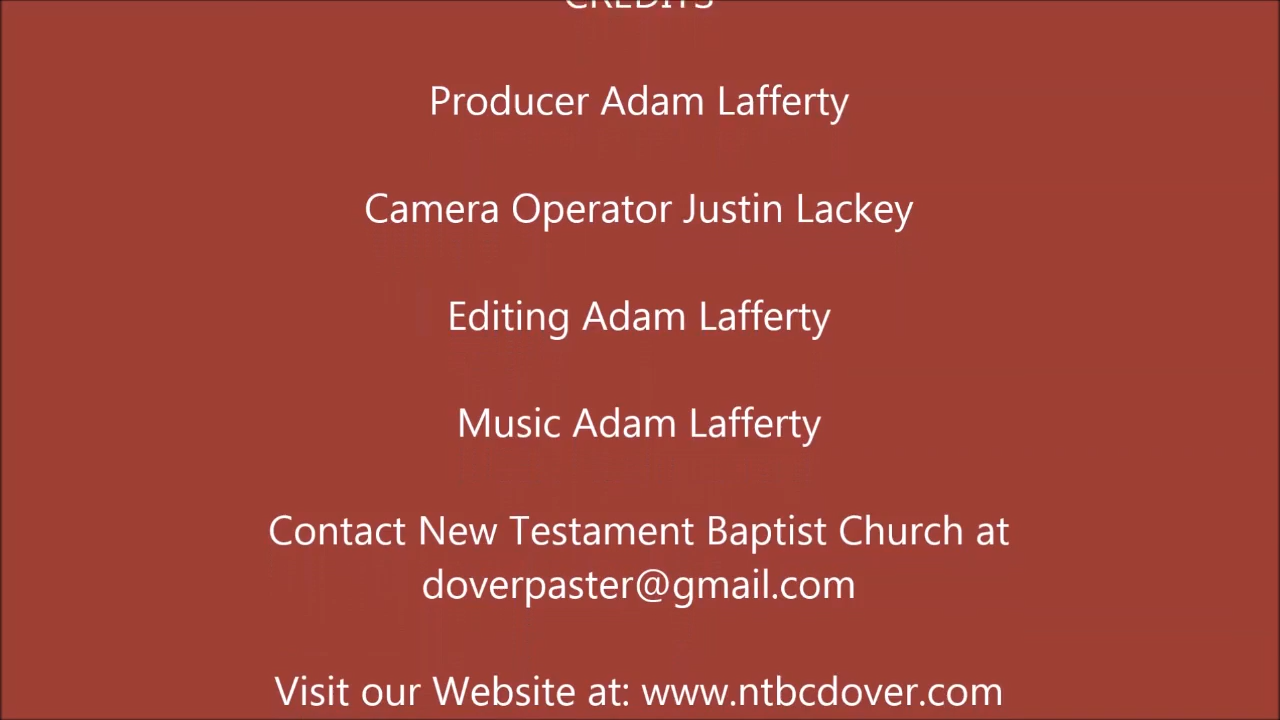 CREDITS
Producer Adam Lafferty
Camera Operator Justin Lackey
Editing Adam Lafferty
Music Adam Lafferty
Contact New Testament Baptist Church at
doverpaster@gmail.com
Visit our Website at: www.ntbcdover.com